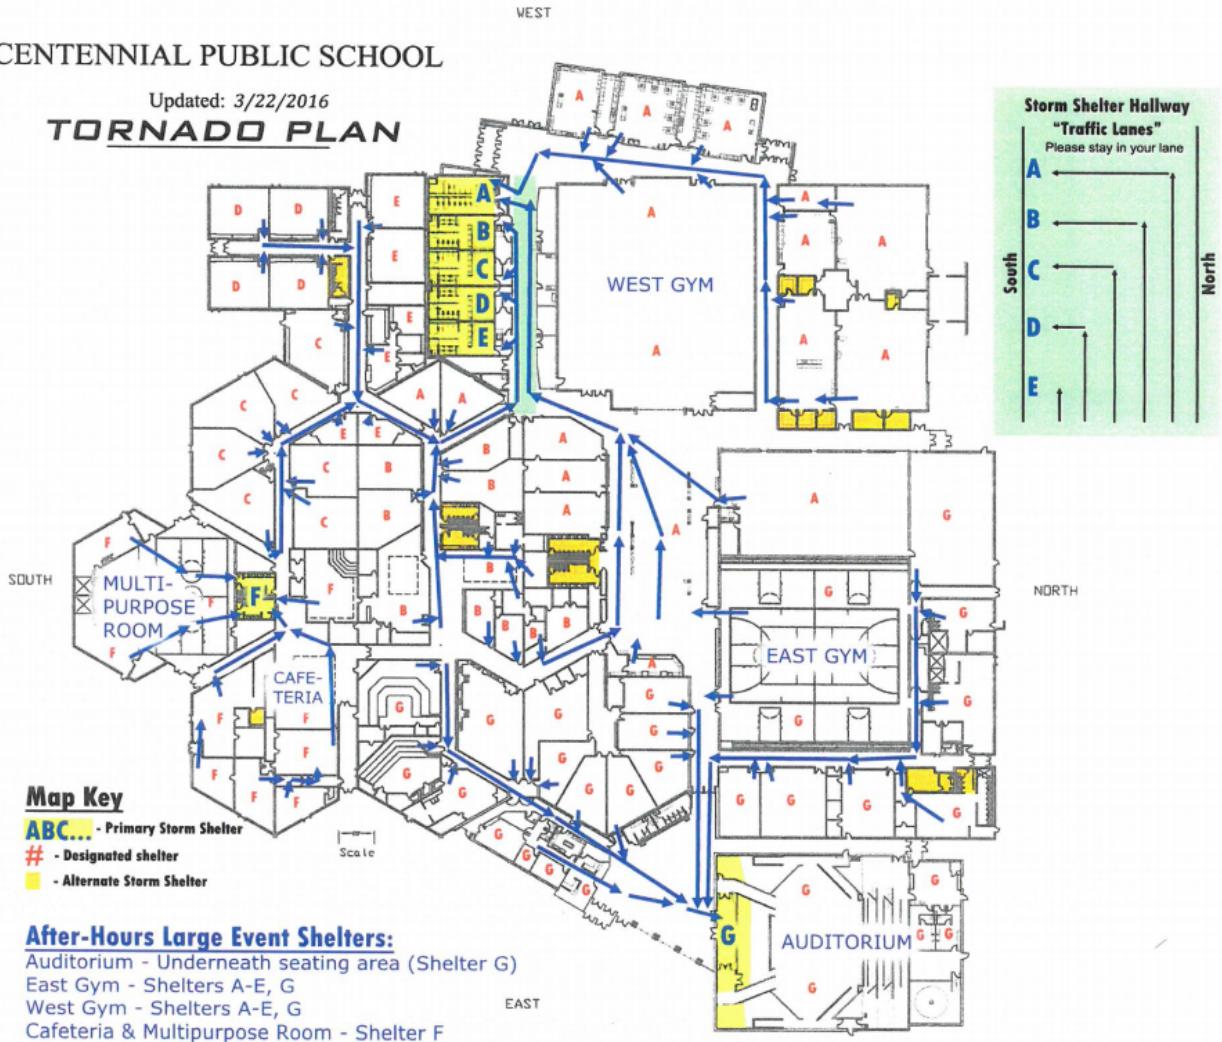 WEST
CENTENNIAL PUBLIC SCHOOL
Updated: 3/22/2016
TORNADO PLAN
Storm Shelter Hallway
"Traffic Lanes"
Please stay in your lane
A
B
C
D
E
South
North
A
A
A
D
D
E
A
A
A
A
A
B
WEST GYM
E
C
D
D
D
E
E
A
A
A
C
E
E
A
A
C
C
E
E
B
A
C
C
B
B
A
A
G
C
C
B
A
A
SOUTH
F
MULTI-
PURPOSE
ROOM
F
F
F
F
B
B
B
B
B
B
G
G
NORTH
EAST GYM
A
CAFE-
TERIA
F
F
F
G
G
G
G
G
G
G
G
F
F
G
G
G
G
G
G
G
G
G
Map Key
ABC... - Primary Storm Shelter
# - Designated shelter
- Alternate Storm Shelter
Scale
G
G
G
G
G
G
G
AUDITORIUM
G
G
G
After-Hours Large Event Shelters:
Auditorium - Underneath seating area (Shelter G)
East Gym - Shelters A-E, G
West Gym - Shelters A-E, G
Cafeteria & Multipurpose Room - Shelter F
EAST